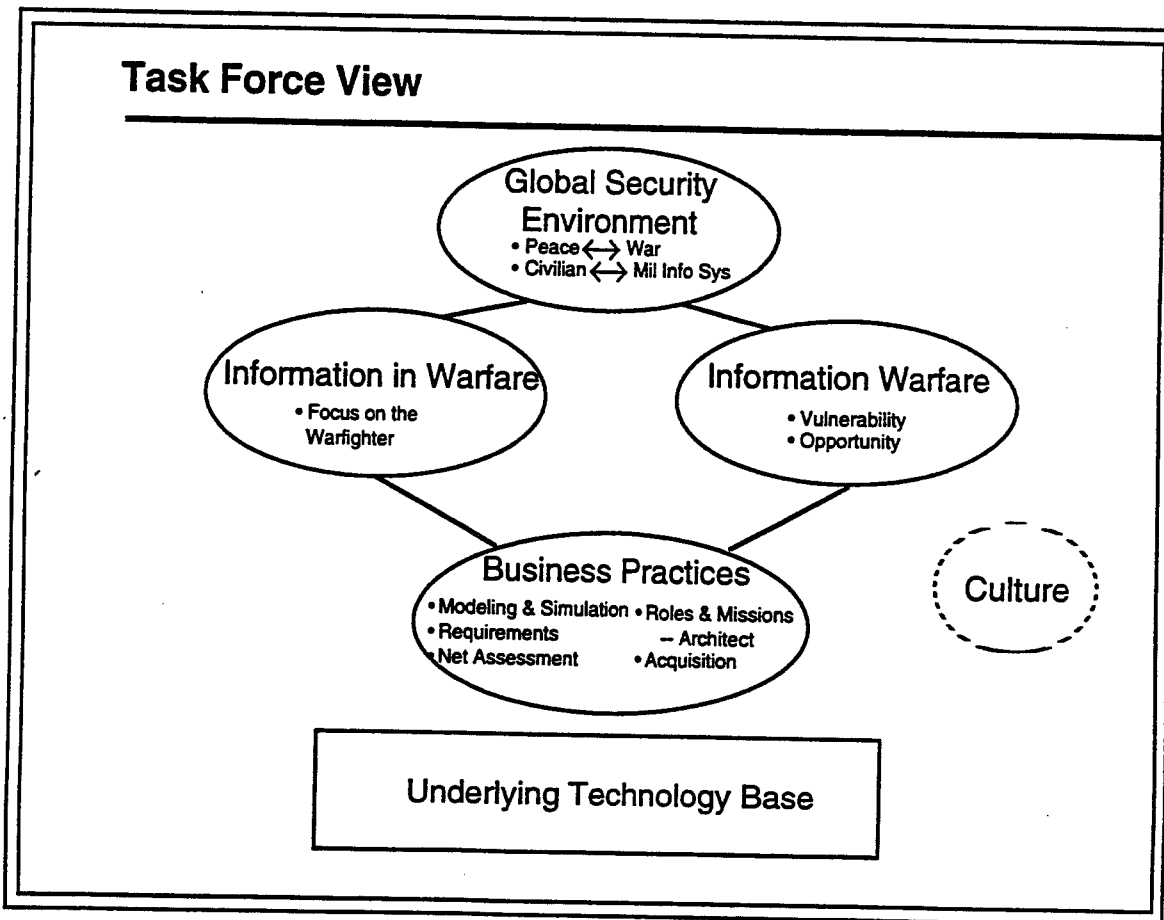 Task Force View
Global Security
Environment
• Peace ⟷ War
• Civilian ⟷ Mil Info Sys
Information in Warfare
• Focus on the
Warfighter
Information Warfare
• Vulnerability
• Opportunity
Business Practices
• Modeling & Simulation
• Requirements
• Net Assessment
• Roles & Missions
– Architect
• Acquisition
Culture
Underlying Technology Base